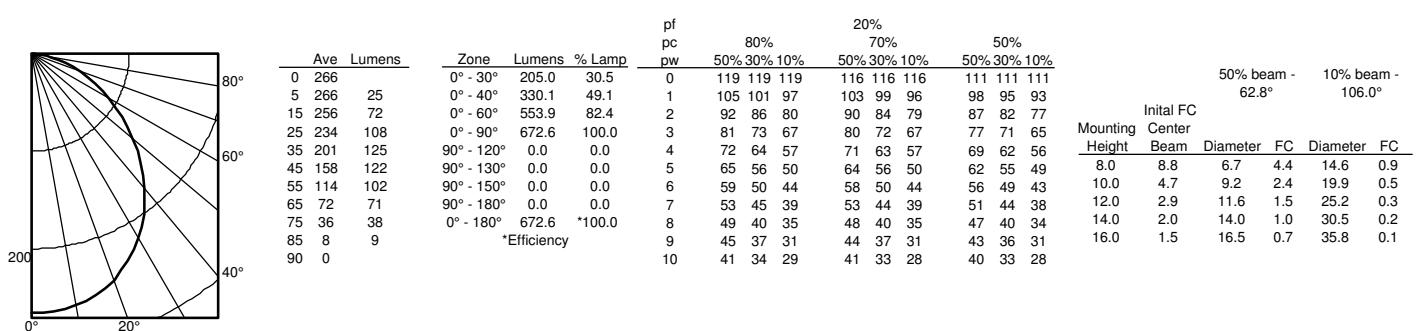 80°
60°
200
40°
0° 20°
Ave Lumens
0 266
5 266 25
15 256 72
25 234 108
35 201 125
45 158 122
55 114 102
65 72 71
75 36 38
85 8 9
90 0
Zone Lumens % Lamp
0° - 30° 205.0 30.5
0° - 40° 330.1 49.1
0° - 60° 553.9 82.4
0° - 90° 672.6 100.0
90° - 120° 0.0 0.0
90° - 130° 0.0 0.0
90° - 150° 0.0 0.0
90° - 180° 0.0 0.0
0° - 180° 672.6 *100.0
*Efficiency
pf 20%
pc 80% 70% 50%
pw 50% 30% 10% 50% 30% 10% 50% 30% 10%
0 119 119 119 116 116 116 111 111 111
1 105 101 97 103 99 96 98 95 93
2 92 86 80 90 84 79 87 82 77
3 81 73 67 80 72 67 77 71 65
4 72 64 57 71 63 57 69 62 56
5 65 56 50 64 56 50 62 55 49
6 59 50 44 58 50 44 56 49 43
7 53 45 39 53 44 39 51 44 38
8 49 40 35 48 40 35 47 40 34
9 45 37 31 44 37 31 43 36 31
10 41 34 29 41 33 28 40 33 28
50% beam - 10% beam -
62.8° 106.0°
Inital FC
Mounting Center
Height Beam Diameter FC Diameter FC
8.0 8.8 6.7 4.4 14.6 0.9
10.0 4.7 9.2 2.4 19.9 0.5
12.0 2.9 11.6 1.5 25.2 0.3
14.0 2.0 14.0 1.0 30.5 0.2
16.0 1.5 16.5 0.7 35.8 0.1